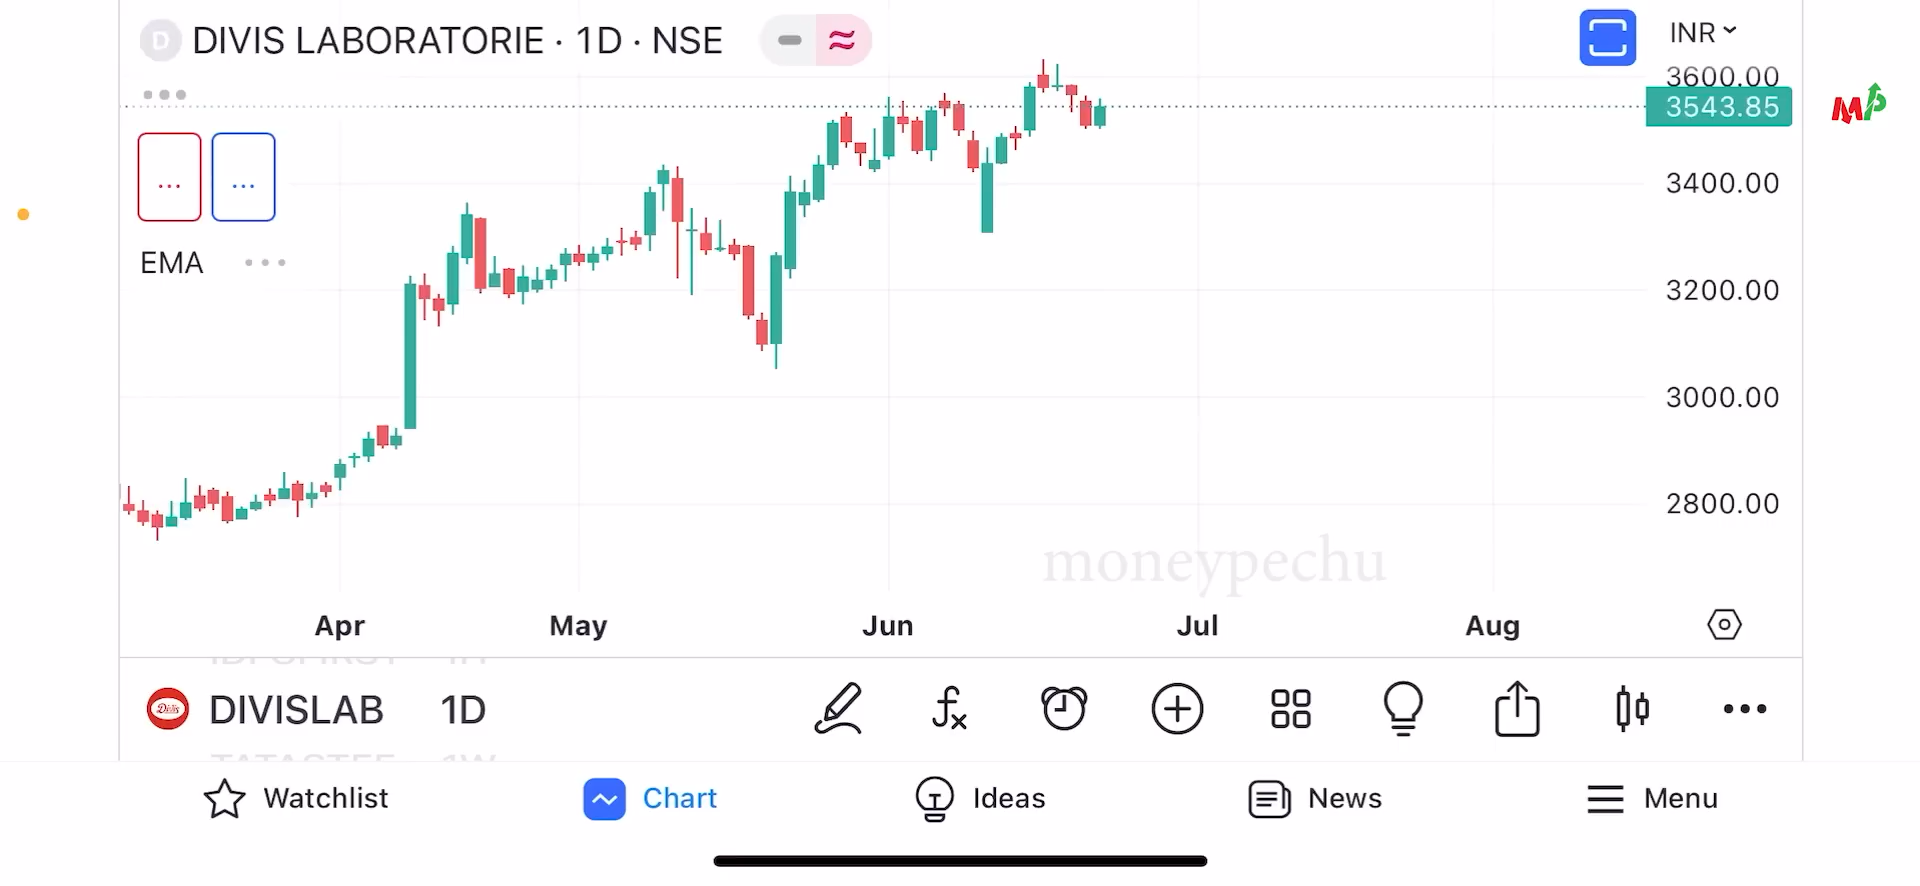 DIVIS LABORATORIE · 1D · NSE
INR
3600.00
3543.85
MP
3400.00
EMA
3200.00
3000.00
2800.00
moneypechu
Apr May Jun Jul Aug
DIVISLAB 1D
Watchlist Chart Ideas News Menu